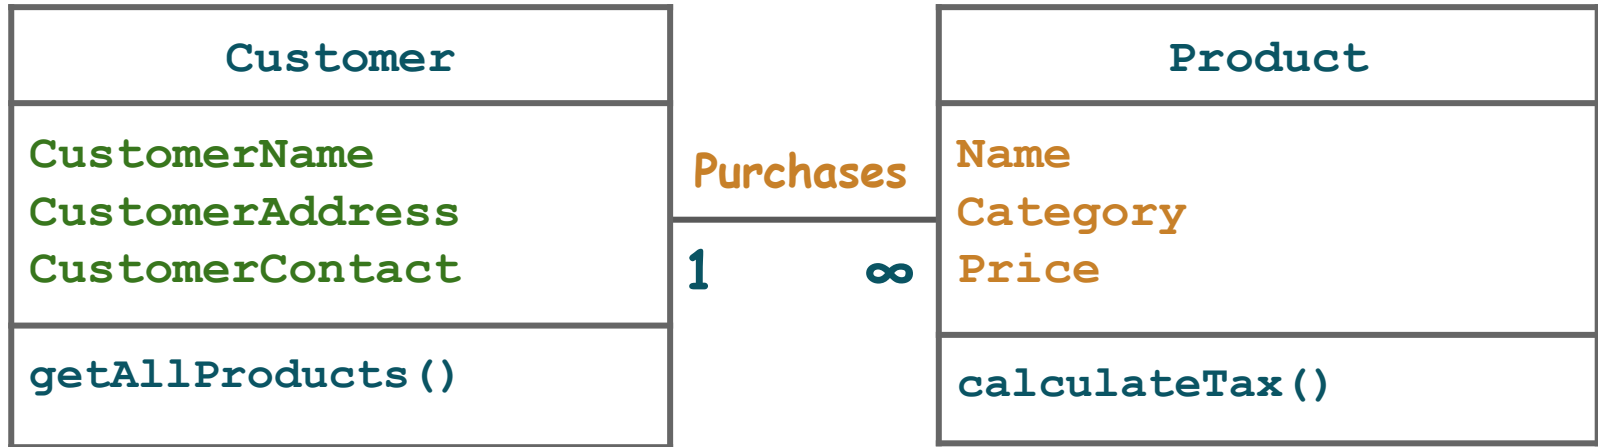 Customer
CustomerName
CustomerAddress
CustomerContact
getAllProducts()
Purchases
1 ∞
Product
Name
Category
Price
calculateTax()